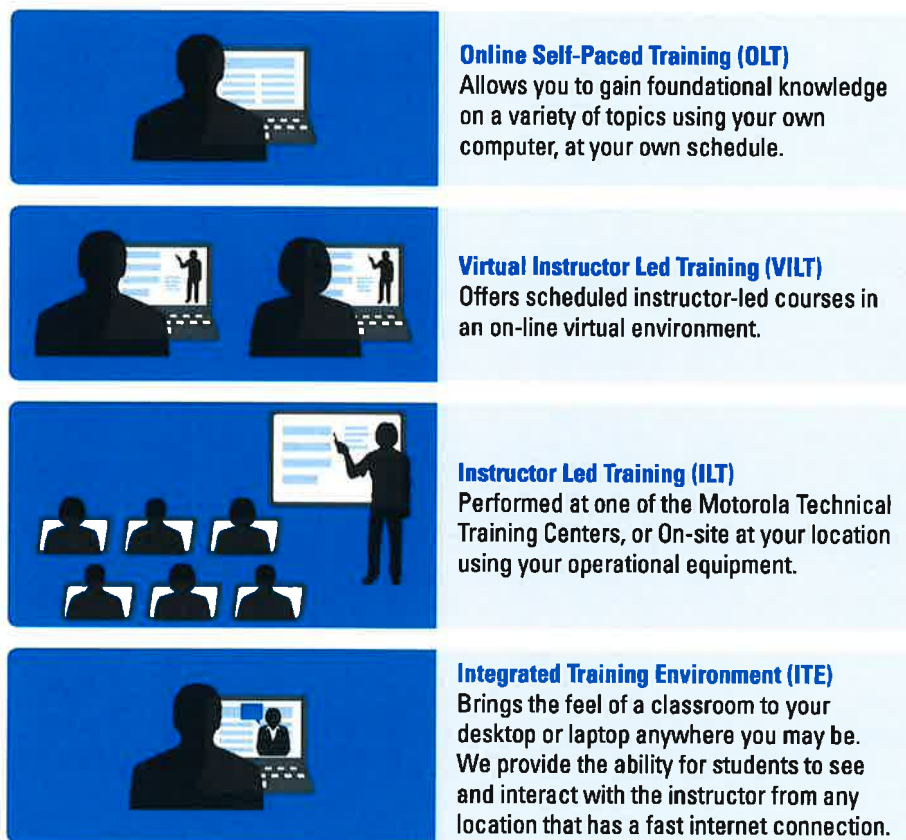 Online Self-Paced Training (OLT)
Allows you to gain foundational knowledge
on a variety of topics using your own
computer, at your own schedule.
Virtual Instructor Led Training (VILT)
Offers scheduled instructor-led courses in
an on-line virtual environment.
Instructor Led Training (ILT)
Performed at one of the Motorola Technical
Training Centers, or On-site at your location
using your operational equipment.
Integrated Training Environment (ITE)
Brings the feel of a classroom to your
desktop or laptop anywhere you may be.
We provide the ability for students to see
and interact with the instructor from any
location that has a fast internet connection.